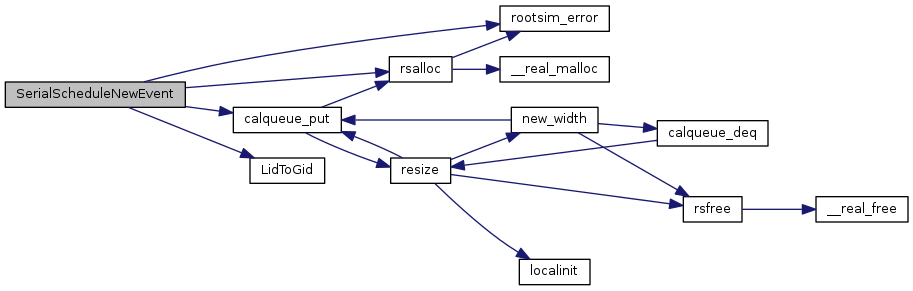 rootsim_error
rsalloc
__real_malloc
SerialScheduleNewEvent
calqueue_put
new_width
calqueue_deq
LidToGid
resize
rsfree
__real_free
localinit